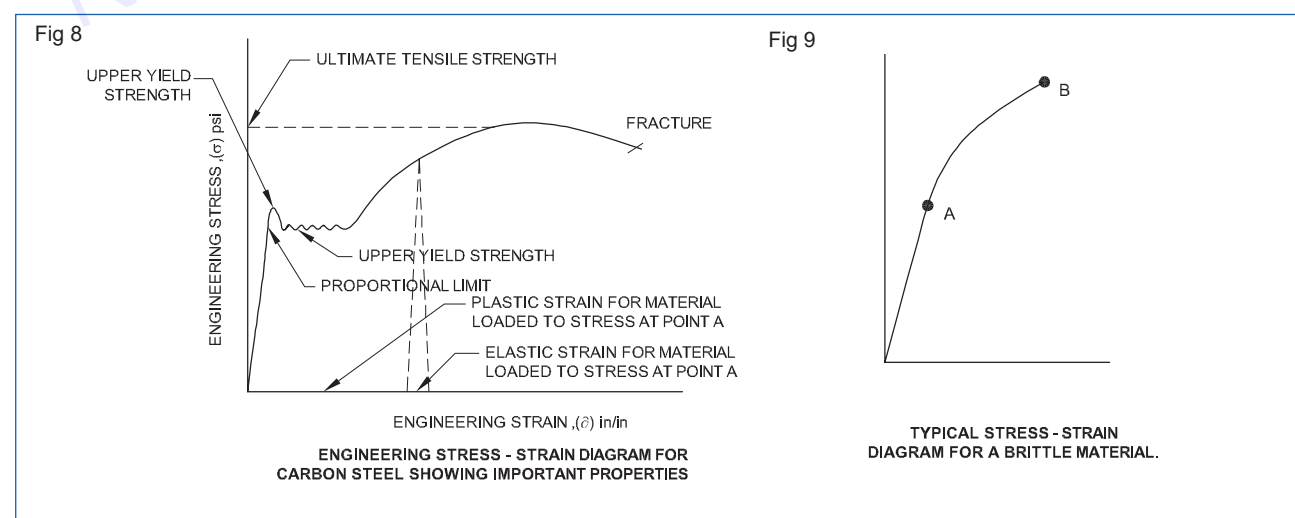 Fig 8
ULTIMATE TENSILE STRENGTH
UPPER YIELD
STRENGTH
ENGINEERING STRESS ,(σ) psi
FRACTURE
UPPER YIELD STRENGTH
PROPORTIONAL LIMIT
PLASTIC STRAIN FOR MATERIAL
LOADED TO STRESS AT POINT A
ELASTIC STRAIN FOR MATERIAL
LOADED TO STRESS AT POINT A
ENGINEERING STRAIN ,(∂) in/in
ENGINEERING STRESS - STRAIN DIAGRAM FOR
CARBON STEEL SHOWING IMPORTANT PROPERTIES
Fig 9
B
A
TYPICAL STRESS - STRAIN
DIAGRAM FOR A BRITTLE MATERIAL.